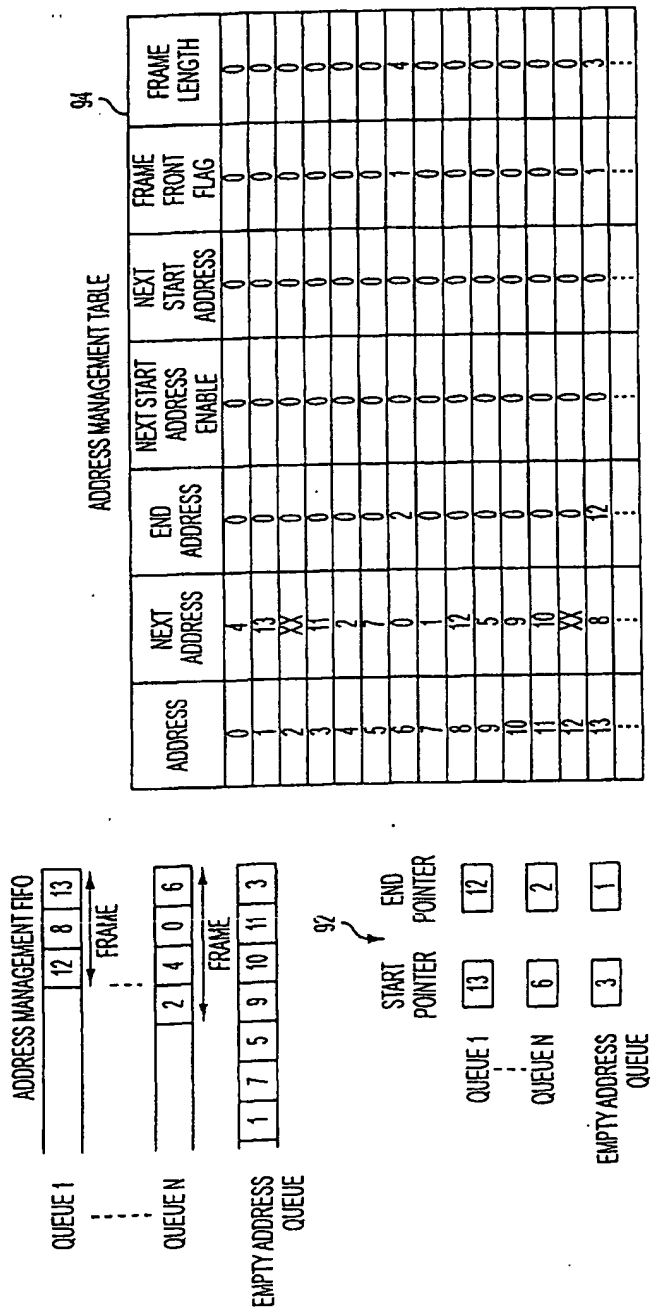 ADDRESS MANAGEMENT FIFO
QUEUE 1
12 8 13
FRAME
QUEUE N
2 4 0 6
FRAME
EMPTY ADDRESS
QUEUE
1 7 5 9 10 11 3
92
START
POINTER
END
POINTER
QUEUE 1
13
12
QUEUE N
6
2
EMPTY ADDRESS
QUEUE
3
1
ADDRESS MANAGEMENT TABLE
94
ADDRESS
NEXT
ADDRESS
END
ADDRESS
NEXT START
ADDRESS
ENABLE
NEXT
START
ADDRESS
FRAME
FRONT
FLAG
FRAME
LENGTH
0 4 0 0 0 0 0
1 13 0 0 0 0 0
2 XX 0 0 0 0 0
3 11 0 0 0 0 0
4 2 0 0 0 0 0
5 7 0 0 0 0 0
6 0 2 0 0 1 4
7 1 0 0 0 0 0
8 12 0 0 0 0 0
9 5 0 0 0 0 0
10 9 0 0 0 0 0
11 10 0 0 0 0 0
12 XX 0 0 0 0 0
13 8 12 0 0 1 3